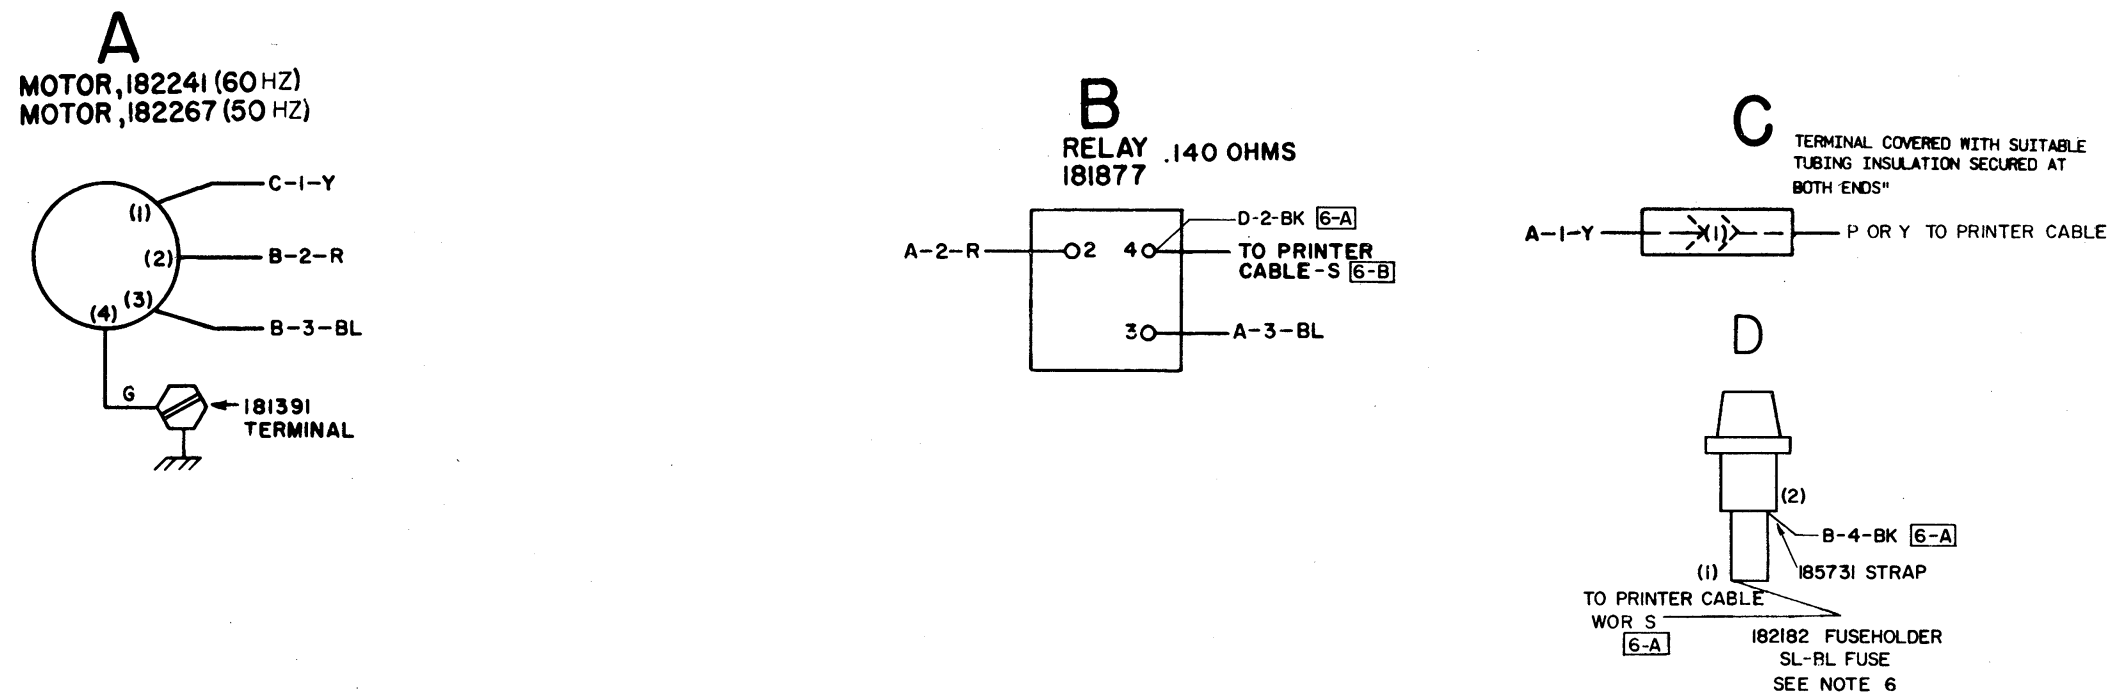 A
MOTOR, 182241 (60 HZ)
MOTOR, 182267 (50 HZ)
(1)
C-1-Y
(2)
B-2-R
(3)
B-3-BL
(4)
G
181391
TERMINAL
B
RELAY .140 OHMS
181877
A-2-R
2
4
D-2-BK 6-A
TO PRINTER
CABLE-S 6-B
3
A-3-BL
C
TERMINAL COVERED WITH SUITABLE
TUBING INSULATION SECURED AT
BOTH ENDS"
A-1-Y
(1)
P OR Y TO PRINTER CABLE
D
(2)
B-4-BK 6-A
185731 STRAP
(1)
TO PRINTER CABLE
WOR S
6-A
182182 FUSEHOLDER
SL-BL FUSE
SEE NOTE 6